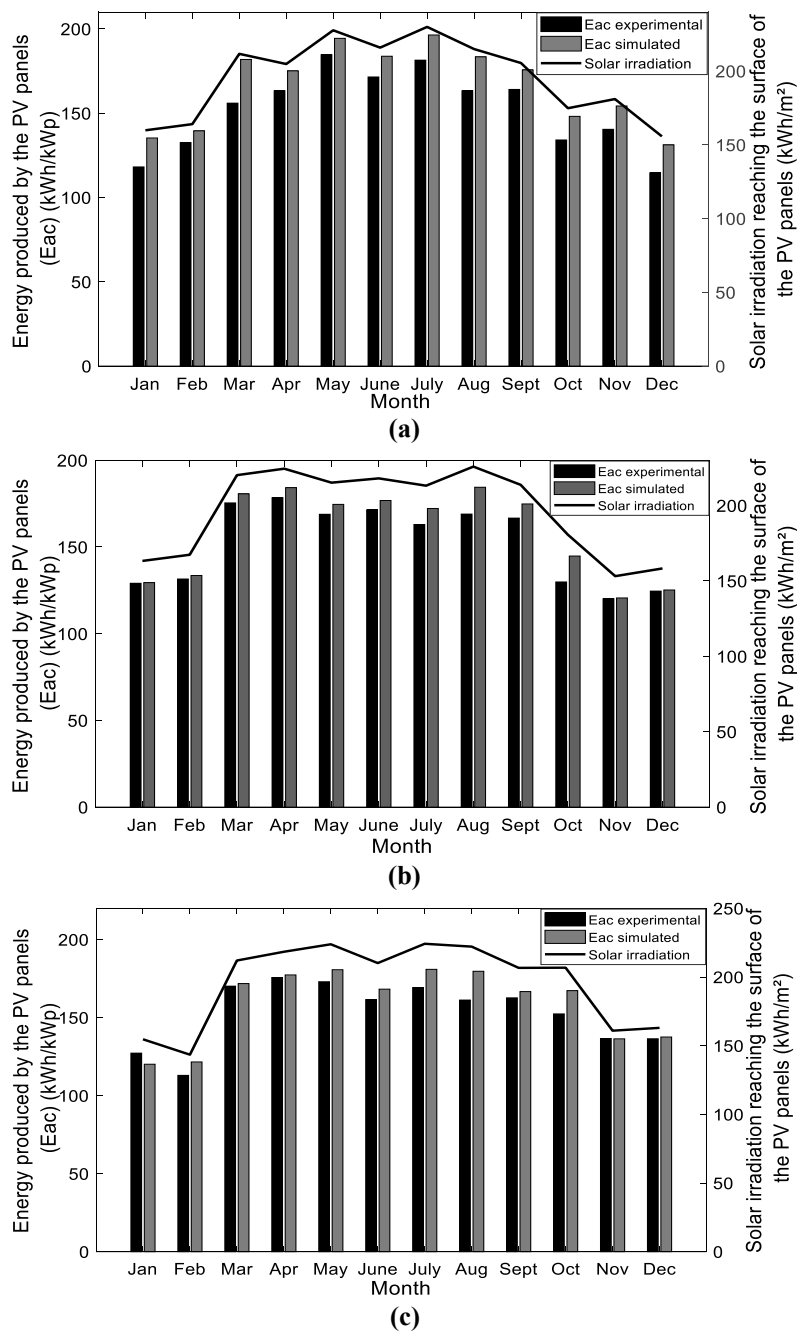 Energy produced by the PV panels
(Eac) (kWh/kWp)
200
150
100
50
0
Eac experimental
Eac simulated
Solar irradiation
200
150
100
50
0
Solar irradiation reaching the surface of
the PV panels (kWh/m²)
Jan Feb Mar Apr May June July Aug Sept Oct Nov Dec
Month
(a)
Energy produced by the PV panels
(Eac) (kWh/kWp)
200
150
100
50
0
Eac experimental
Eac simulated
Solar irradiation
200
150
100
50
0
Solar irradiation reaching the surface of
the PV panels (kWh/m²)
Jan Feb Mar Apr May June July Aug Sept Oct Nov Dec
Month
(b)
Energy produced by the PV panels
(Eac) (kWh/kWp)
200
150
100
50
0
Eac experimental
Eac simulated
Solar irradiation
250
200
150
100
50
0
Solar irradiation reaching the surface of
the PV panels (kWh/m²)
Jan Feb Mar Apr May June July Aug Sept Oct Nov Dec
Month
(c)